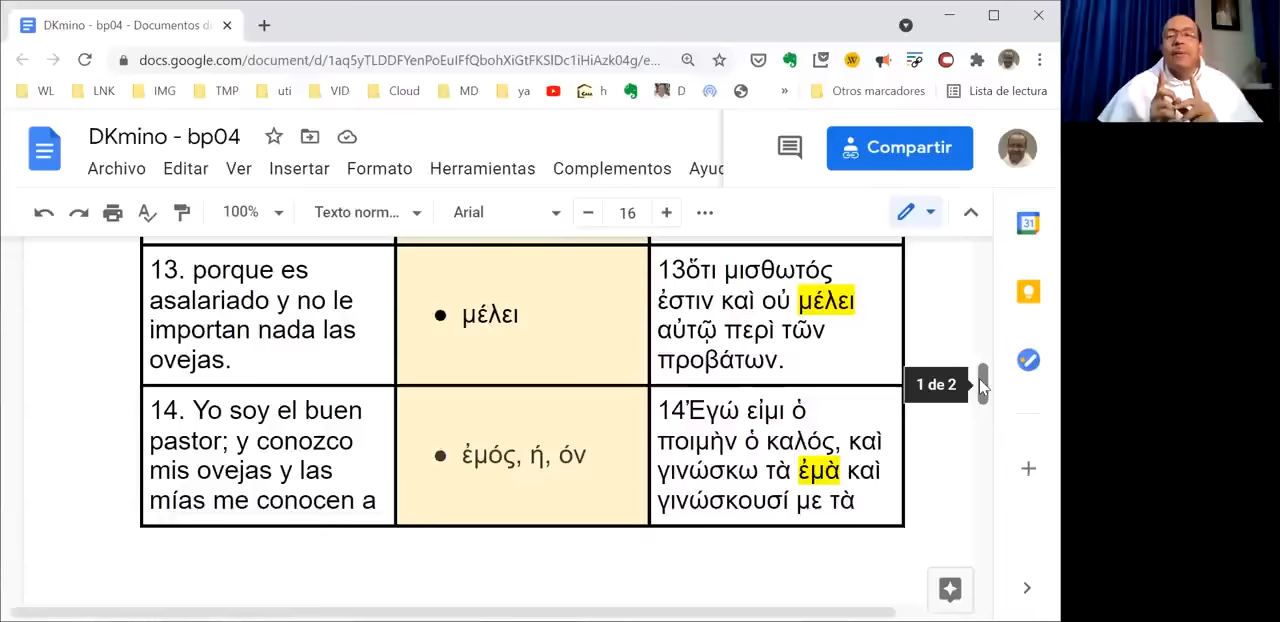 DKmino - bp04 - Documentos d
docs.google.com/document/d/1aq5yTLDDFYenPoEuIFfQbohXiGtFKSlDc1iHiAzk04g/e...
WL LNK IMG TMP uti VID Cloud MD ya h D » Otros marcadores Lista de lectura
DKmino - bp04
Compartir
Archivo Editar Ver Insertar Formato Herramientas Complementos Ayuc
100% Texto norm... Arial 16
31
13. porque es
asalariado y no le
importan nada las
ovejas.
● μέλει
13ὅτι μισθωτός
ἐστιν καὶ οὐ μέλει
αὐτῷ περὶ τῶν
προβάτων.
1 de 2
14. Yo soy el buen
pastor; y conozco
mis ovejas y las
mías me conocen a
● ἐμός, ή, όν
14Ἐγώ εἰμι ὁ
ποιμὴν ὁ καλός, καὶ
γινώσκω τὰ ἐμὰ καὶ
γινώσκουσί με τὰ